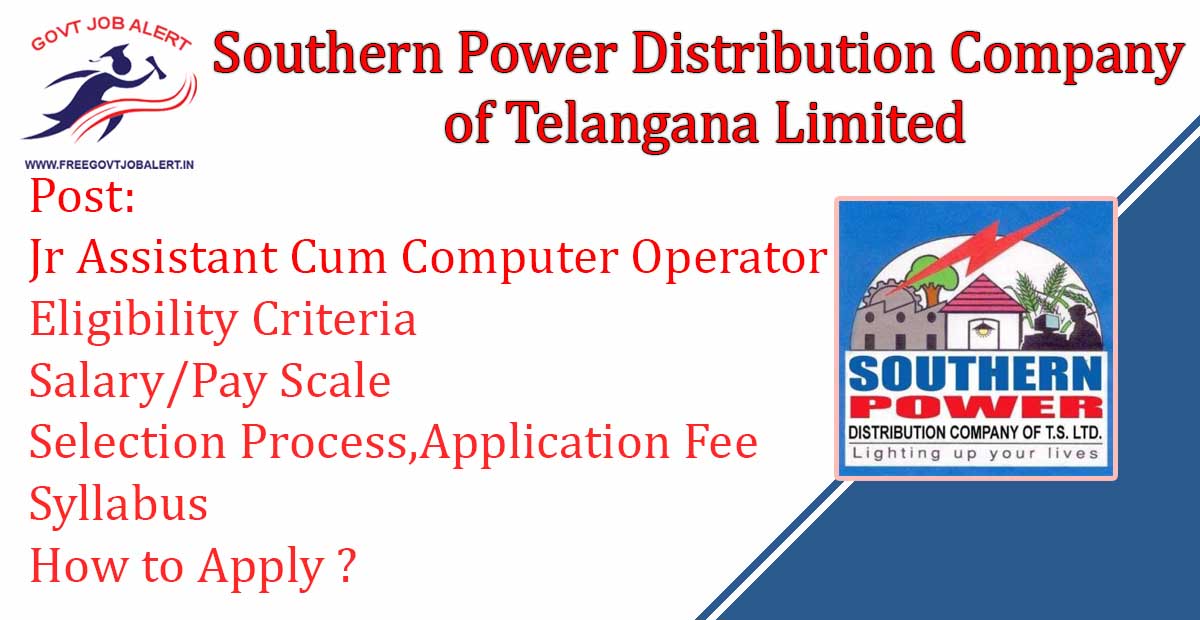 GOVT JOB ALERT
WWW.FREEGOVTJOBALERT.IN
Southern Power Distribution Company
of Telangana Limited
Post:
Jr Assistant Cum Computer Operator
Eligibility Criteria
Salary/Pay Scale
Selection Process,Application Fee
Syllabus
How to Apply ?
SOUTHERN
POWER
DISTRIBUTION COMPANY OF T.S. LTD.
Lighting up your lives